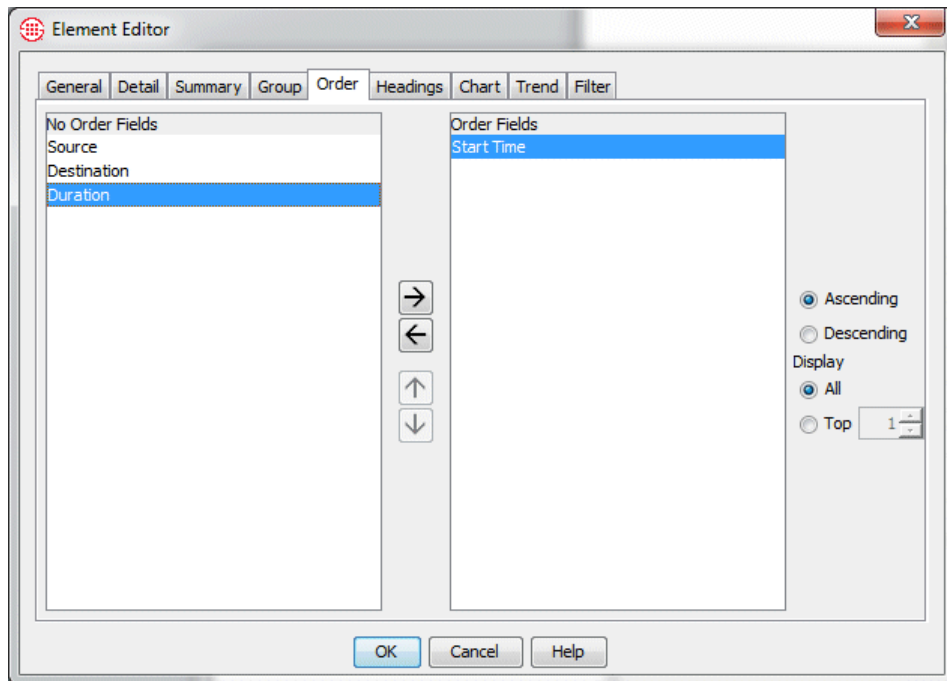 Element Editor
General Detail Summary Group Order Headings Chart Trend Filter
No Order Fields
Source
Destination
Duration
Order Fields
Start Time
Ascending
Descending
Display
All
Top 1
OK Cancel Help